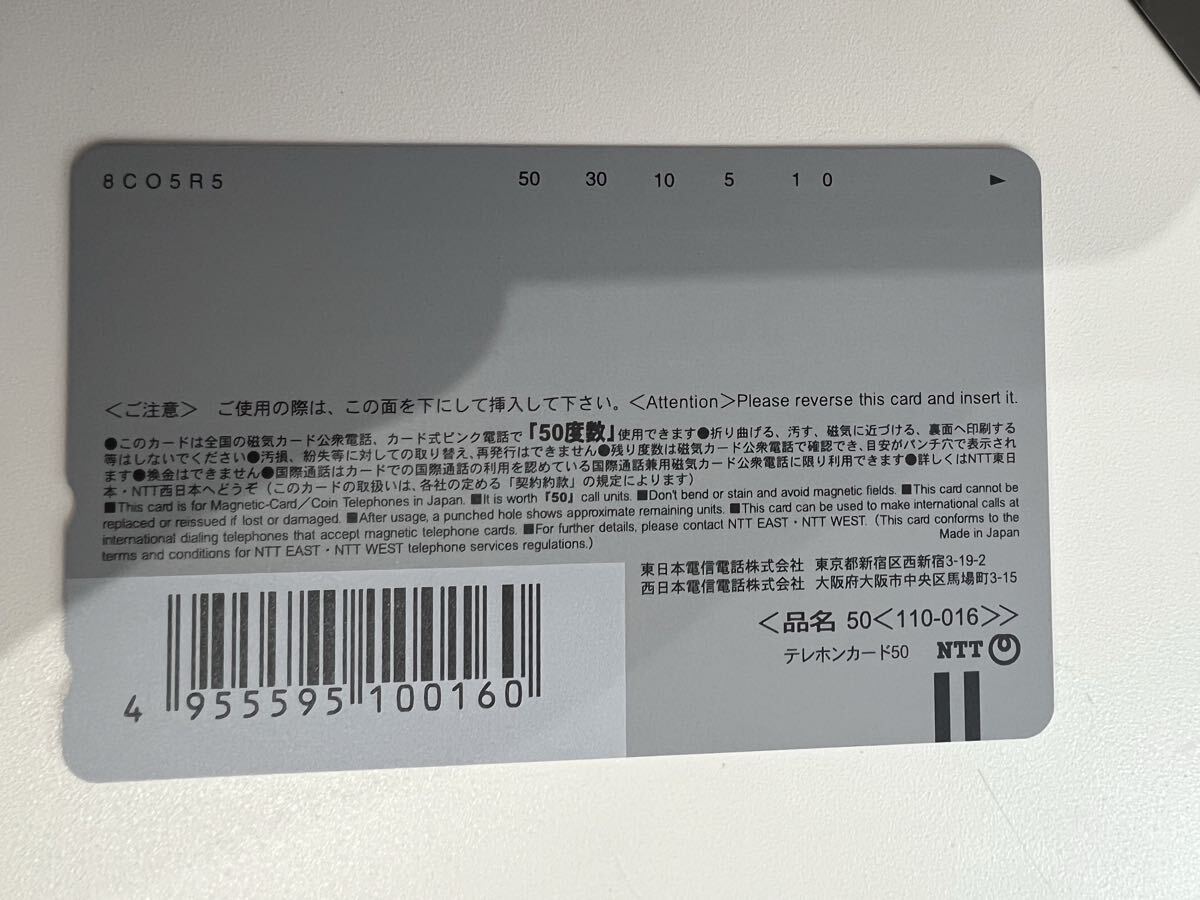 8CO5R5 50 30 10 5 1 0 ►
<ご注意> ご使用の際は、この面を下にして挿入して下さい。<Attention>Please reverse this card and insert it.
●このカードは全国の磁気カード公衆電話、カード式ピンク電話で「50度数」使用できます●折り曲げる、汚す、磁気に近づける、裏面へ印刷する
等はしないでください●汚損、紛失等に対しての取り替え、再発行はできません●残り度数は磁気カード公衆電話で確認でき、目安がパンチ穴で表示され
ます●換金はできません●国際通話はカードでの国際通話の利用を認めている国際通話兼用磁気カード公衆電話に限り利用できます●詳しくはNTT東日
本・NTT西日本へどうぞ（このカードの取扱いは、各社の定める「契約約款」の規定によります）
■This card is for Magnetic-Card/Coin Telephones in Japan. ■It is worth「50」call units. ■Don't bend or stain and avoid magnetic fields. ■This card cannot be
replaced or reissued if lost or damaged. ■After usage, a punched hole shows approximate remaining units. ■This card can be used to make international calls at
international dialing telephones that accept magnetic telephone cards. ■For further details, please contact NTT EAST・NTT WEST. (This card conforms to the
terms and conditions for NTT EAST・NTT WEST telephone services regulations.)
Made in Japan
東日本電信電話株式会社 東京都新宿区西新宿3-19-2
西日本電信電話株式会社 大阪府大阪市中央区馬場町3-15
<品名 50<110-016>>
テレホンカード50 NTT
4 955595 100160